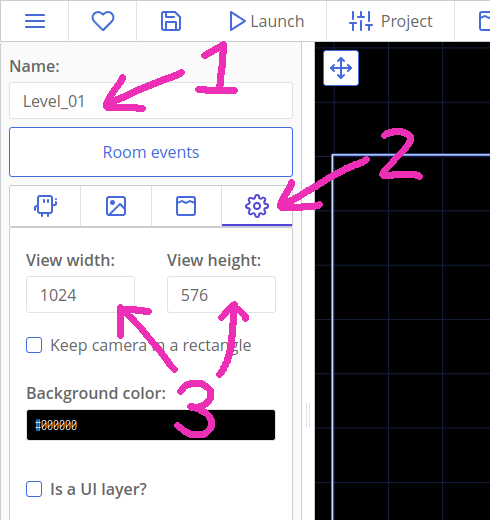 Launch Project
Name:
1
Level_01
Room events
2
View width: View height:
1024 576
Keep camera in a rectangle
Background color:
3
#000000
Is a UI layer?